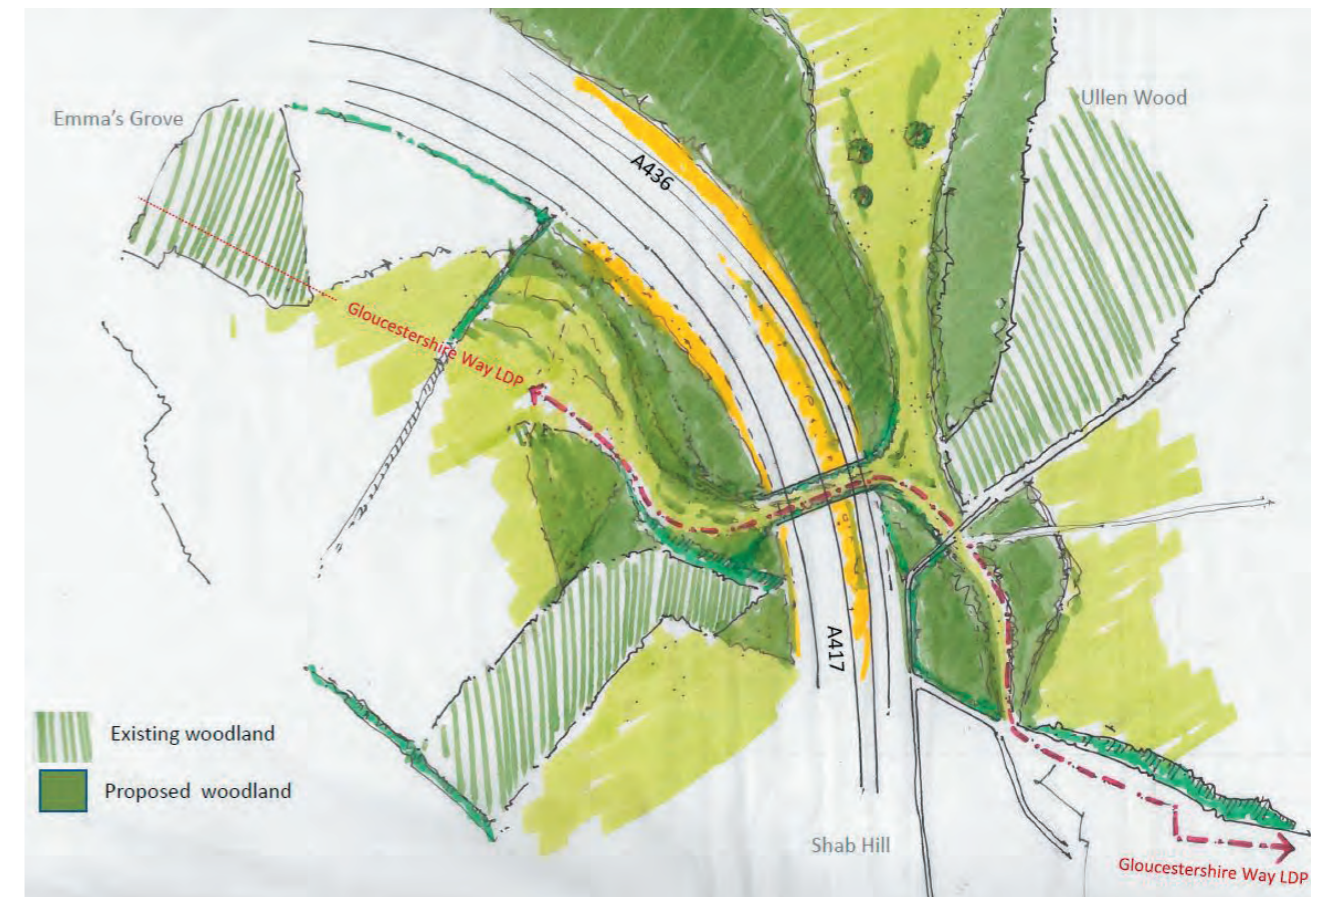 Emma's Grove
Ullen Wood
A436
Gloucestershire Way LDP
A417
Existing woodland
Proposed woodland
Shab Hill
Gloucestershire Way LDP